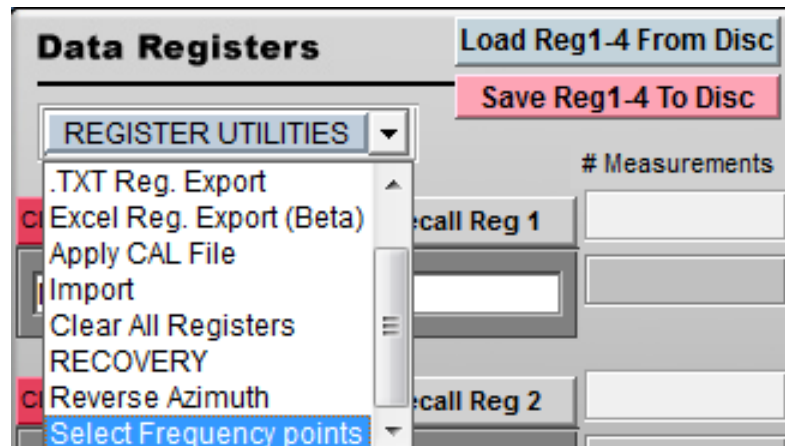 Data Registers
Load Reg1-4 From Disc
Save Reg1-4 To Disc
REGISTER UTILITIES
# Measurements
.TXT Reg. Export
Excel Reg. Export (Beta)
Reg 1
Apply CAL File
Import
Clear All Registers
RECOVERY
Reverse Azimuth
Reg 2
Select Frequency points